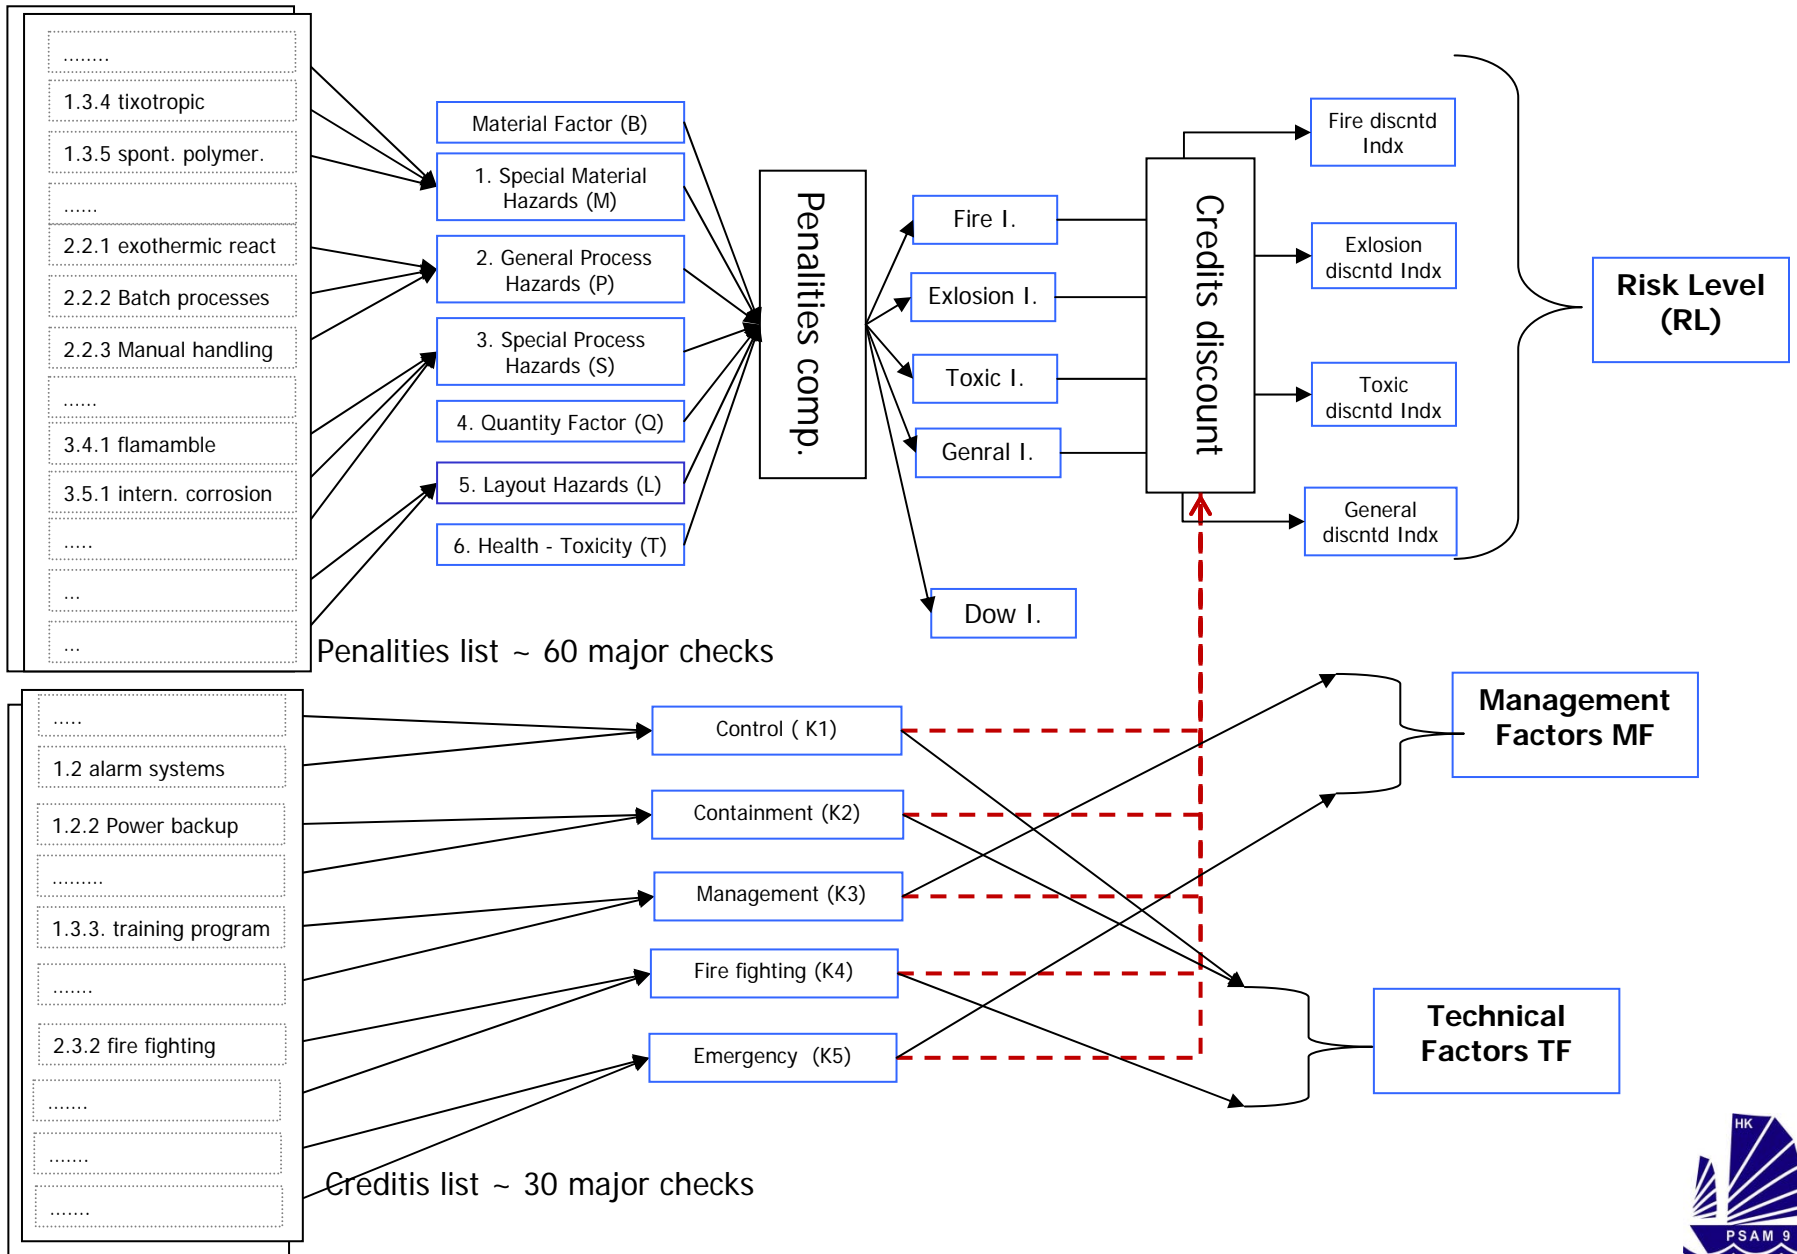 ........
1.3.4 tixotropic
1.3.5 spont. polymer.
......
2.2.1 exothermic react
2.2.2 Batch processes
2.2.3 Manual handling
......
3.4.1 flamamble
3.5.1 intern. corrosion
.....
...
...
Penalities list ~ 60 major checks
Material Factor (B)
1. Special Material
Hazards (M)
2. General Process
Hazards (P)
3. Special Process
Hazards (S)
4. Quantity Factor (Q)
5. Layout Hazards (L)
6. Health - Toxicity (T)
Penalities comp.
Fire I.
Exlosion I.
Toxic I.
Genral I.
Dow I.
Credits discount
Fire discntd
Indx
Exlosion
discntd Indx
Toxic
discntd Indx
General
discntd Indx
Risk Level
(RL)
.....
1.2 alarm systems
1.2.2 Power backup
.........
1.3.3. training program
.......
2.3.2 fire fighting
.......
.......
.......
Creditis list ~ 30 major checks
Control ( K1)
Containment (K2)
Management (K3)
Fire fighting (K4)
Emergency (K5)
Management
Factors MF
Technical
Factors TF
HK
PSAM 9